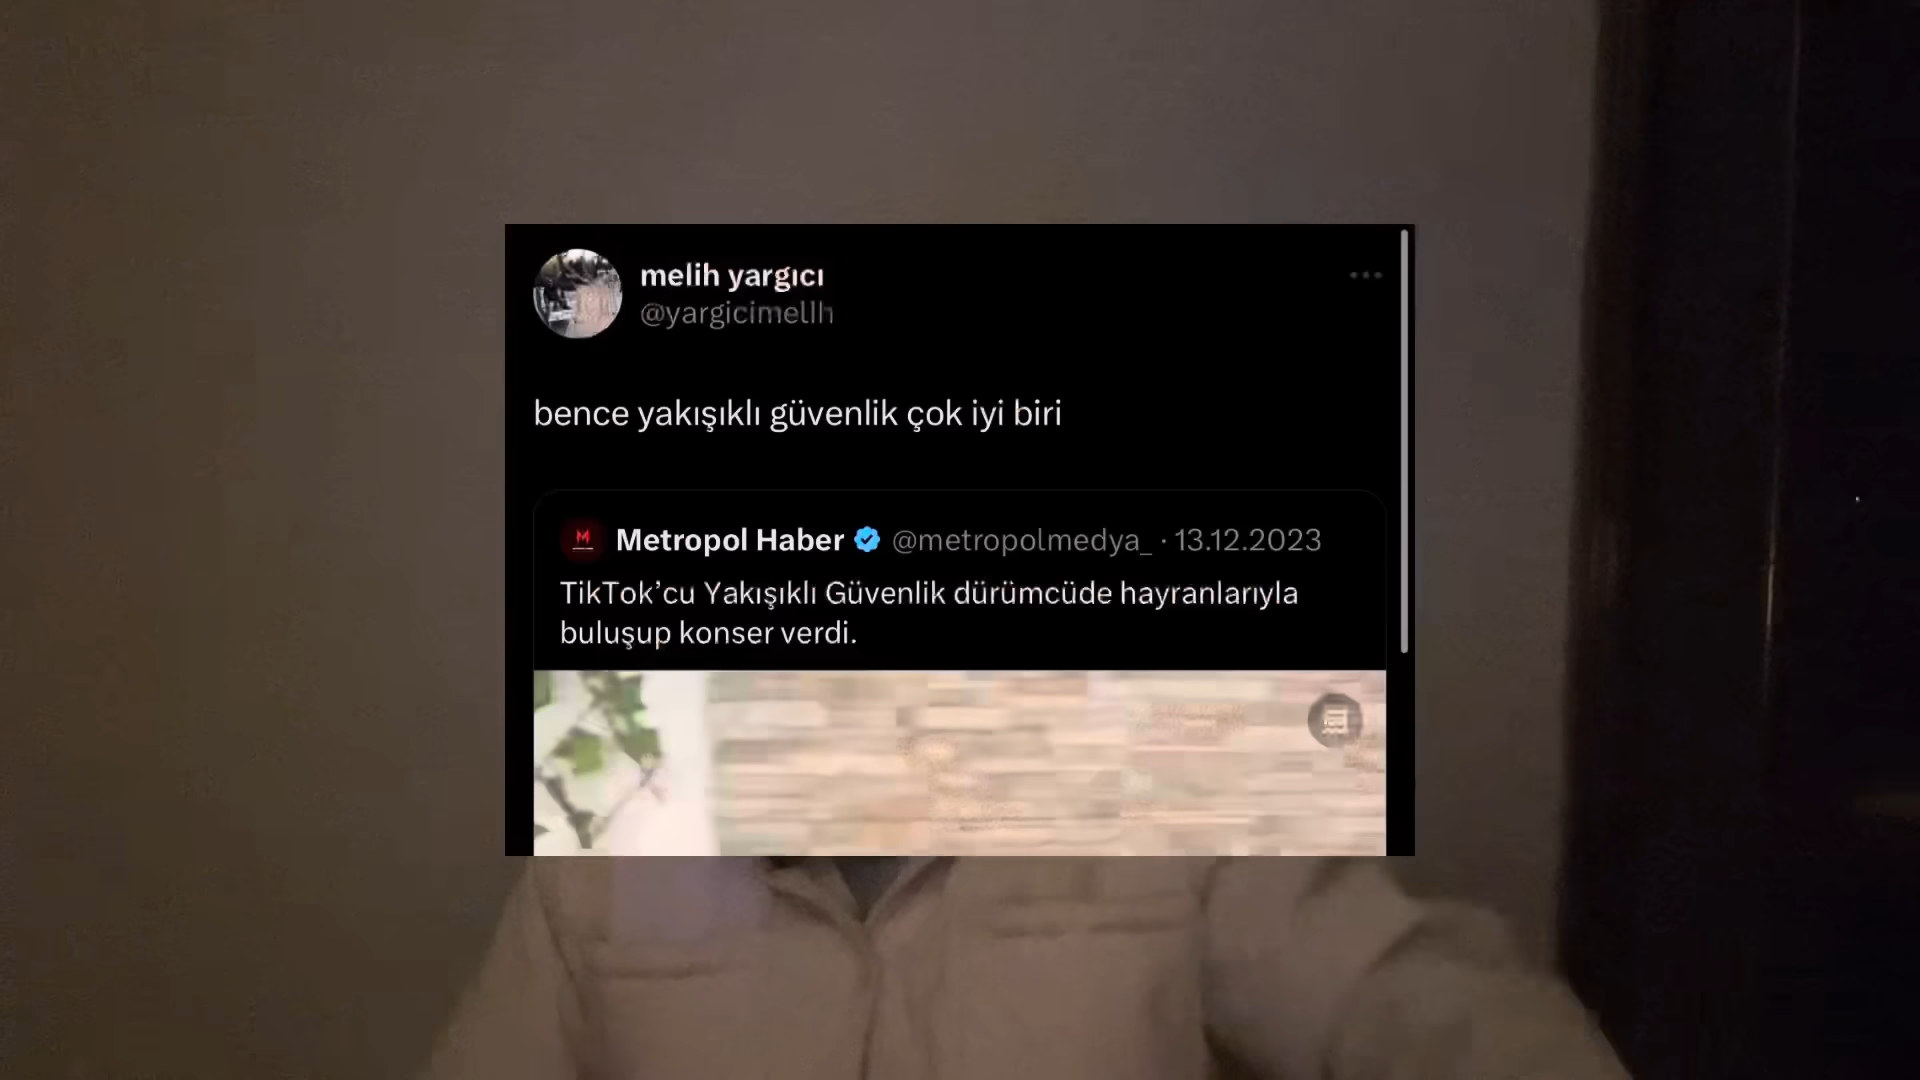 melih yargıcı
@yargicimelih
bence yakışıklı güvenlik çok iyi biri
Metropol Haber @metropolmedya_ · 13.12.2023
TikTok’cu Yakışıklı Güvenlik dürümcüde hayranlarıyla
buluşup konser verdi.